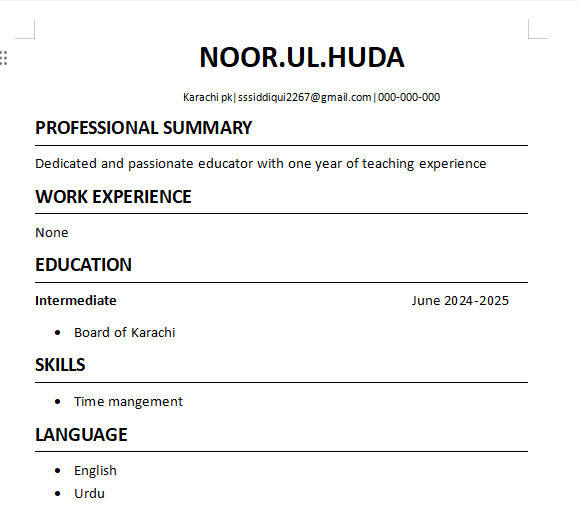 NOOR.UL.HUDA
Karachi pk|sssiddiqui2267@gmail.com|000-000-000
PROFESSIONAL SUMMARY
Dedicated and passionate educator with one year of teaching experience
WORK EXPERIENCE
None
EDUCATION
Intermediate June 2024-2025
• Board of Karachi
SKILLS
• Time mangement
LANGUAGE
• English
• Urdu